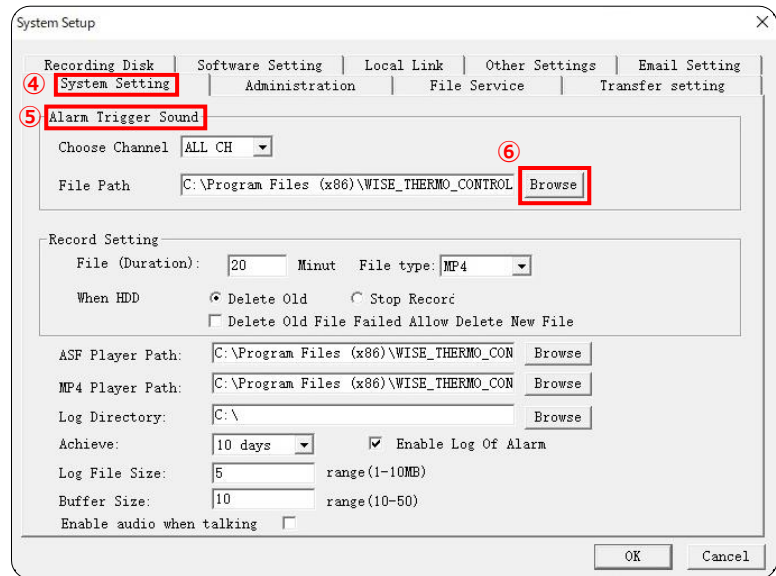 System Setup
Recording Disk Software Setting Local Link Other Settings Email Setting
④ System Setting Administration File Service Transfer setting
⑤ Alarm Trigger Sound
Choose Channel ALL CH
⑥
File Path C:\Program Files (x86)\WISE_THERMO_CONTROL Browse
Record Setting
File (Duration): 20 Minut File type: MP4
When HDD Delete Old Stop Record
Delete Old File Failed Allow Delete New File
ASF Player Path: C:\Program Files (x86)\WISE_THERMO_CON Browse
MP4 Player Path: C:\Program Files (x86)\WISE_THERMO_CON Browse
Log Directory: C:\ Browse
Achieve: 10 days Enable Log Of Alarm
Log File Size: 5 range(1-10MB)
Buffer Size: 10 range(10-50)
Enable audio when talking
OK Cancel